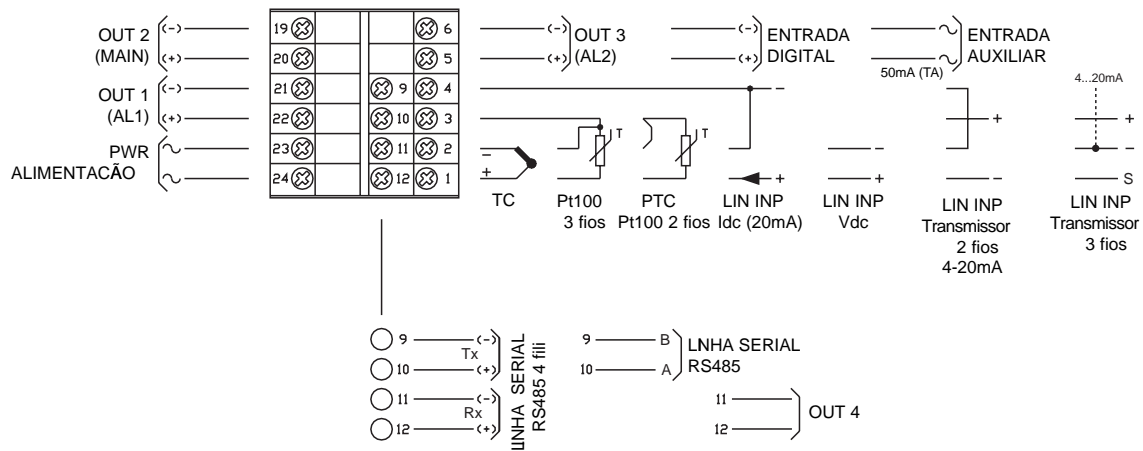 OUT 2
(MAIN)
(-)
(+)
OUT 1
(AL1)
(-)
(+)
PWR
ALIMENTACÃO
19
20
21
22
23
24
9
10
11
12
6
5
4
3
2
1
(-)
(+)
OUT 3
(AL2)
(-)
(+)
ENTRADA
DIGITAL
ENTRADA
AUXILIAR
50mA (TA)
-
+
TC
T
Pt100
3 fios
T
PTC
Pt100 2 fios
-
+
LIN INP
Idc (20mA)
-
+
LIN INP
Vdc
+
-
LIN INP
Transmissor
2 fios
4-20mA
4...20mA
+
-
S
LIN INP
Transmissor
3 fios
9
(-)
Tx
10
(+)
11
(-)
Rx
12
(+)
LINHA SERIAL
RS485 4 fili
9
B
10
A
LNHA SERIAL
RS485
11
12
OUT 4